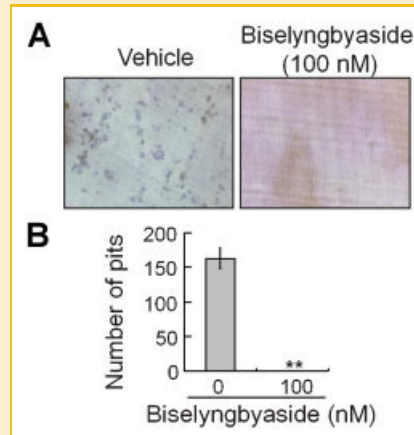 A
Vehicle
Biselyngbyaside
(100 nM)
B
Number of pits
200
150
100
50
0
**
0 100
Biselyngbyaside (nM)